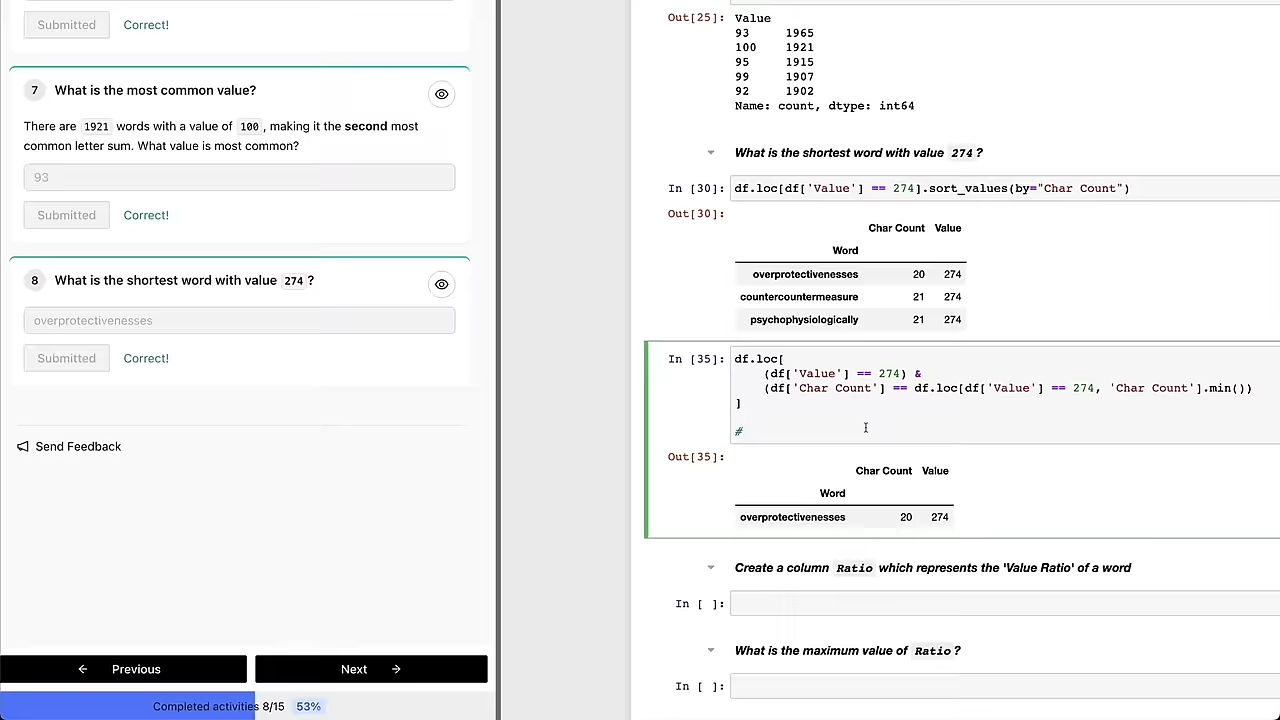 Submitted Correct!
7 What is the most common value?
There are 1921 words with a value of 100, making it the second most
common letter sum. What value is most common?
93
Submitted Correct!
8 What is the shortest word with value 274?
overprotectivenesses
Submitted Correct!
Send Feedback
← Previous
Next →
Completed activities 8/15 53%
Out[25]: Value
93 1965
100 1921
95 1915
99 1907
92 1902
Name: count, dtype: int64
What is the shortest word with value 274?
In [30]: df.loc[df['Value'] == 274].sort_values(by="Char Count")
Out[30]:
Char Count Value
Word
overprotectivenesses 20 274
countercountermeasure 21 274
psychophysiologically 21 274
In [35]: df.loc[
(df['Value'] == 274) &
(df['Char Count'] == df.loc[df['Value'] == 274, 'Char Count'].min())
]
#
Out[35]:
Char Count Value
Word
overprotectivenesses 20 274
Create a column Ratio which represents the 'Value Ratio' of a word
In [ ]:
What is the maximum value of Ratio?
In [ ]: